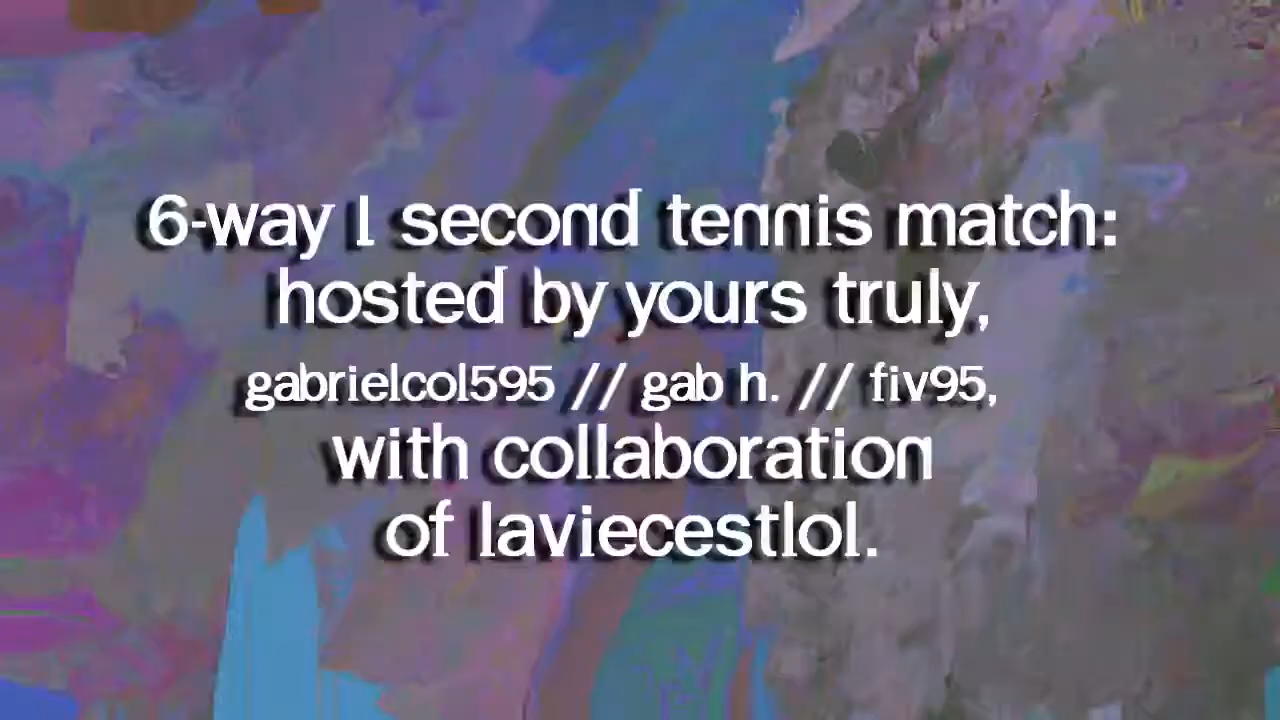 6-way 1 second tennis match:
hosted by yours truly,
gabrielcol595 // gab h. // fiv95,
with collaboration
of laviecestlol.